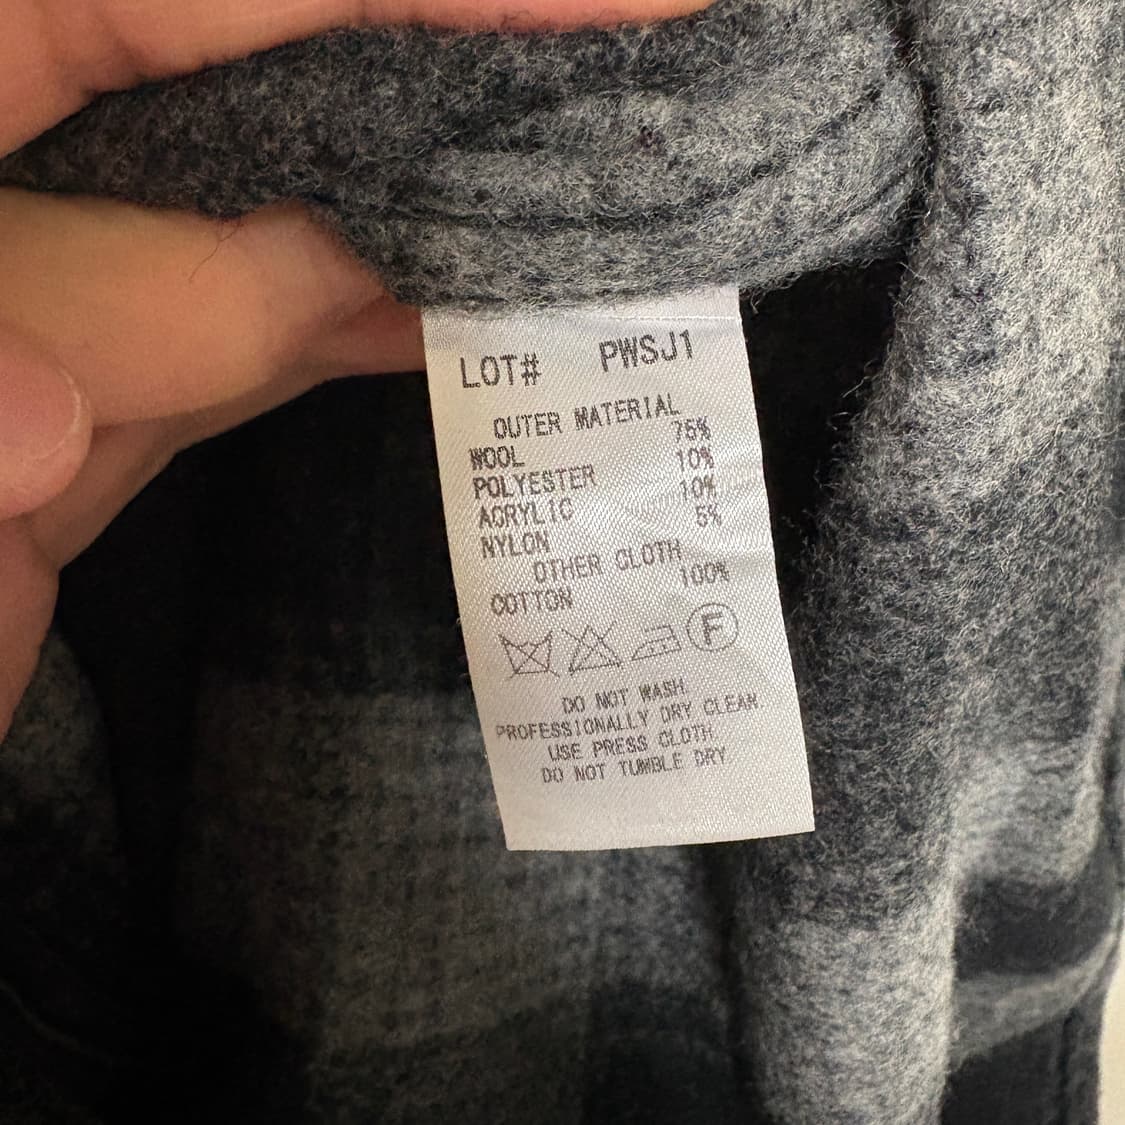 LOT# PWSJ1
OUTER MATERIAL
WOOL 75%
POLYESTER 10%
ACRYLIC 10%
NYLON 5%
OTHER CLOTH
COTTON 100%
F
DO NOT WASH.
PROFESSIONALLY DRY CLEAN
USE PRESS CLOTH.
DO NOT TUMBLE DRY.